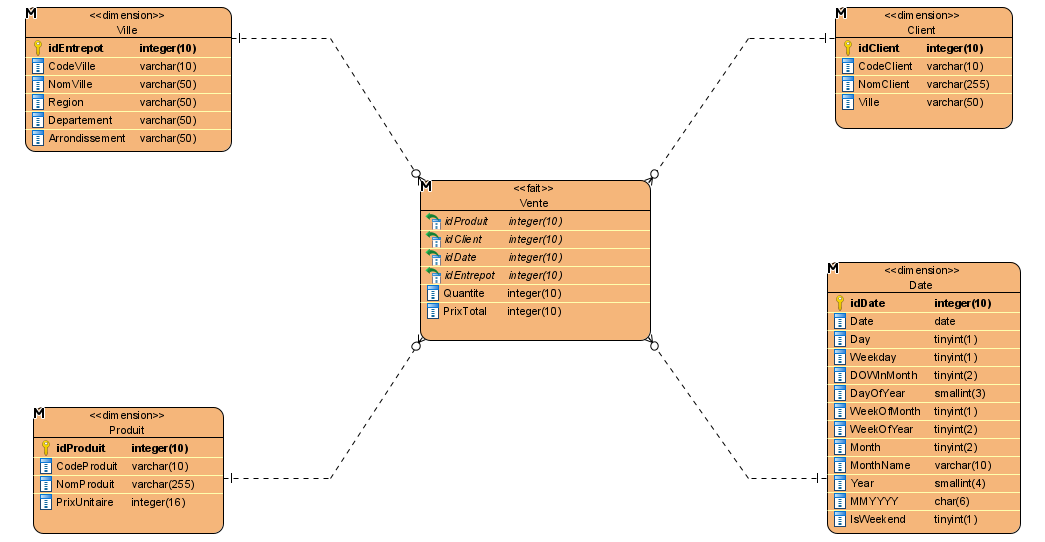 M
<<dimension>>
Ville
idEntrepot integer(10)
CodeVille varchar(10)
NomVille varchar(50)
Region varchar(50)
Departement varchar(50)
Arrondissement varchar(50)
M
<<dimension>>
Client
idClient integer(10)
CodeClient varchar(10)
NomClient varchar(255)
Ville varchar(50)
M
<<fait>>
Vente
idProduit integer(10)
idClient integer(10)
idDate integer(10)
idEntrepot integer(10)
Quantite integer(10)
PrixTotal integer(10)
M
<<dimension>>
Produit
idProduit integer(10)
CodeProduit varchar(10)
NomProduit varchar(255)
PrixUnitaire integer(16)
M
<<dimension>>
Date
idDate integer(10)
Date date
Day tinyint(1)
Weekday tinyint(1)
DOWInMonth tinyint(2)
DayOfYear smallint(3)
WeekOfMonth tinyint(1)
WeekOfYear tinyint(2)
Month tinyint(2)
MonthName varchar(10)
Year smallint(4)
MMYYYY char(6)
IsWeekend tinyint(1)